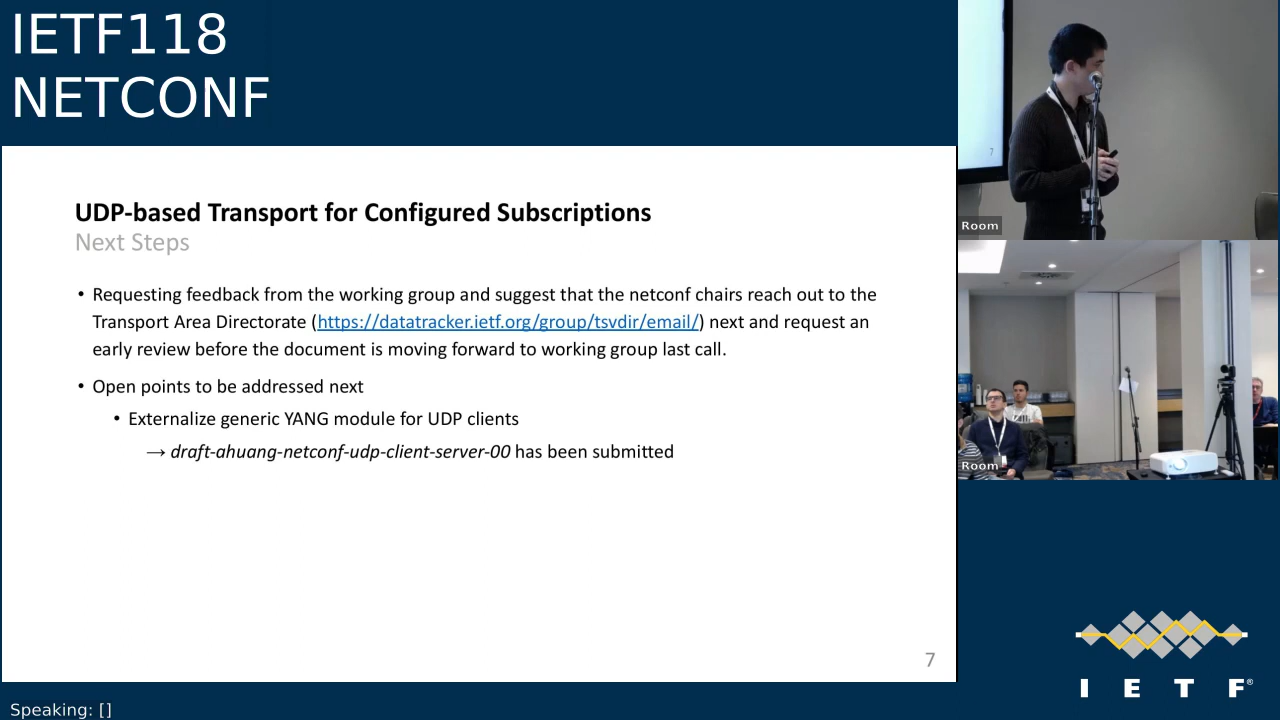 IETF118
NETCONF
UDP-based Transport for Configured Subscriptions
Next Steps
• Requesting feedback from the working group and suggest that the netconf chairs reach out to the
Transport Area Directorate (https://datatracker.ietf.org/group/tsvdir/email/) next and request an
early review before the document is moving forward to working group last call.
• Open points to be addressed next
• Externalize generic YANG module for UDP clients
→ draft-ahuang-netconf-udp-client-server-00 has been submitted
7
7
Room
Room
I E T F®
Speaking: []